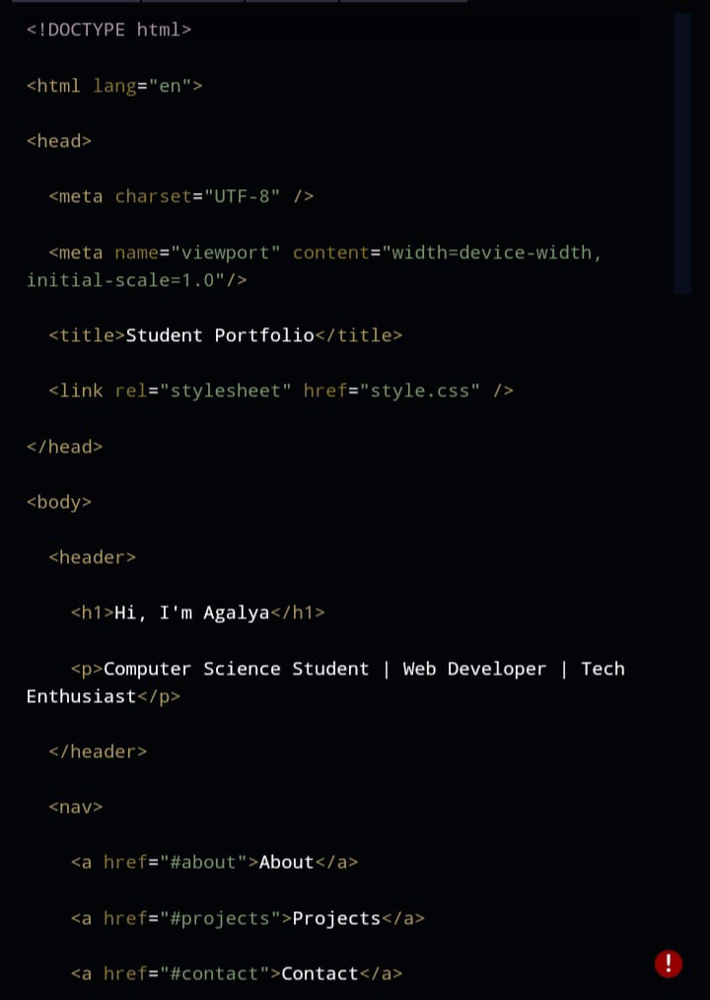 <!DOCTYPE html>
<html lang="en">
<head>
<meta charset="UTF-8" />
<meta name="viewport" content="width=device-width,
initial-scale=1.0"/>
<title>Student Portfolio</title>
<link rel="stylesheet" href="style.css" />
</head>
<body>
<header>
<h1>Hi, I'm Agalya</h1>
<p>Computer Science Student | Web Developer | Tech
Enthusiast</p>
</header>
<nav>
<a href="#about">About</a>
<a href="#projects">Projects</a>
<a href="#contact">Contact</a>
!